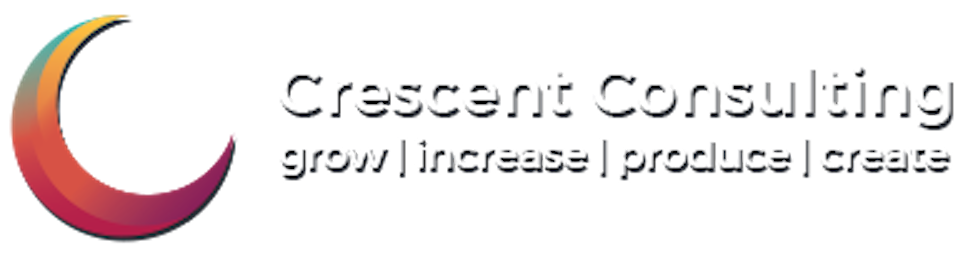 Crescent Consulting
grow | increase | produce | create